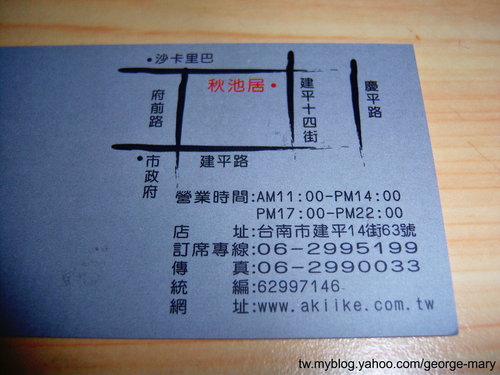 沙卡里巴
秋池居
府前路
建平十四街
慶平路
市政府
建平路
營業時間:AM11:00-PM14:00
PM17:00-PM22:00
店 址:台南市建平14街63號
訂席專線:06-2995199
傳 真:06-2990033
統 編:62997146
網 址:www.akiike.com.tw
tw.myblog.yahoo.com/george-mary